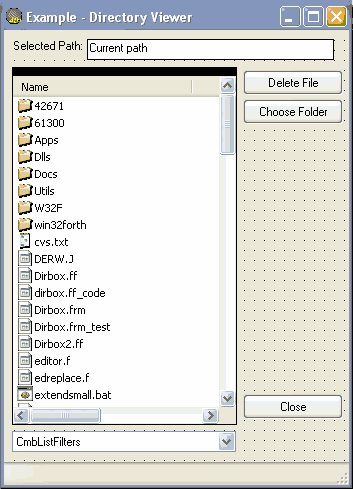 Example - Directory Viewer
Selected Path: Current path
Delete File
Name
Choose Folder
42671
61300
Apps
Dlls
Docs
Utils
W32F
win32forth
cvs.txt
DERW.J
Dirbox.ff
dirbox.ff_code
Dirbox.frm
Dirbox.frm_test
Dirbox2.ff
editor.f
edreplace.f
extendsmall.bat
Close
CmbListFilters